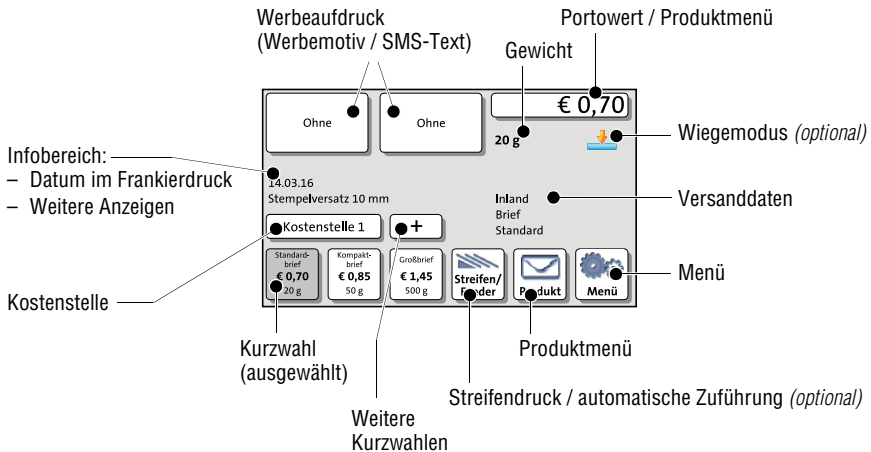 Werbeaufdruck
(Werbemotiv / SMS-Text)
Portowert / Produktmenü
Gewicht
Ohne
Ohne
€ 0,70
20 g
Wiegemodus (optional)
Infobereich:
– Datum im Frankierdruck
– Weitere Anzeigen
14.03.16
Stempelversatz 10 mm
Inland
Brief
Standard
Versanddaten
Kostenstelle 1
+
Standard-
brief
€ 0,70
20 g
Kompakt-
brief
€ 0,85
50 g
Großbrief
€ 1,45
500 g
Streifen/
Feeder
Produkt
Menü
Menü
Kostenstelle
Kurzwahl
(ausgewählt)
Produktmenü
Streifendruck / automatische Zuführung (optional)
Weitere
Kurzwahlen